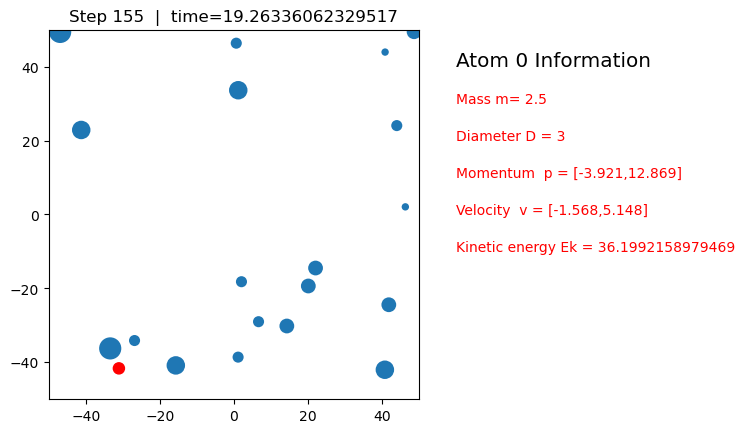 Step 155 | time=19.26336062329517
Atom 0 Information
Mass m= 2.5
Diameter D = 3
Momentum  p = [-3.921,12.869]
Velocity  v = [-1.568,5.148]
Kinetic energy Ek = 36.1992158979469
40
20
0
−20
−40
−40 −20 0 20 40